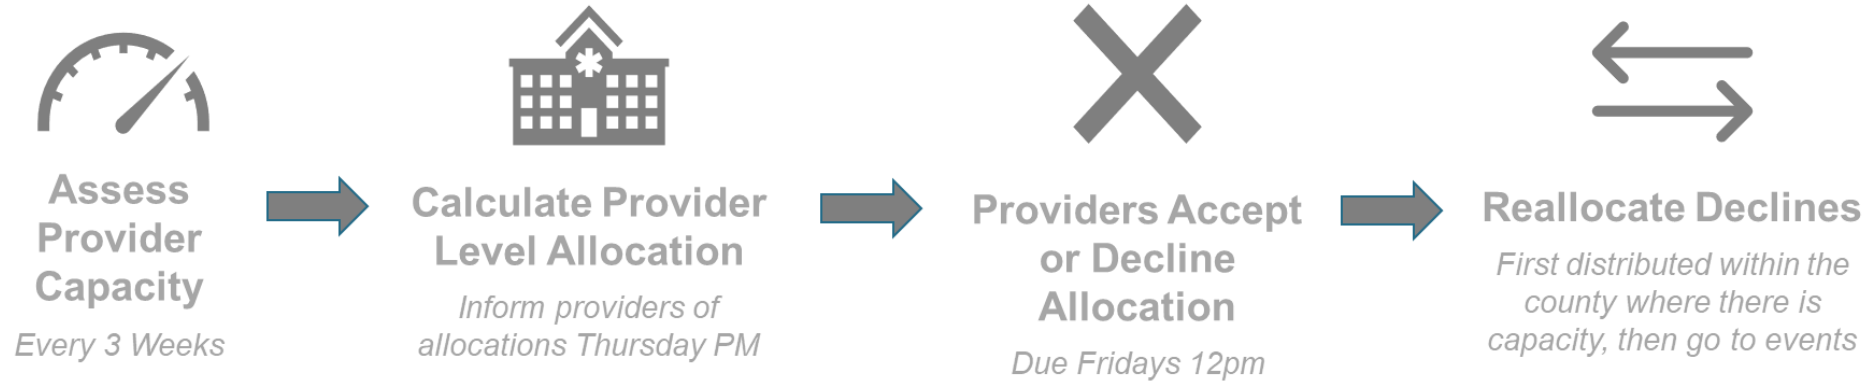 Assess
Provider
Capacity
Every 3 Weeks
Calculate Provider
Level Allocation
Inform providers of
allocations Thursday PM
Providers Accept
or Decline
Allocation
Due Fridays 12pm
Reallocate Declines
First distributed within the
county where there is
capacity, then go to events